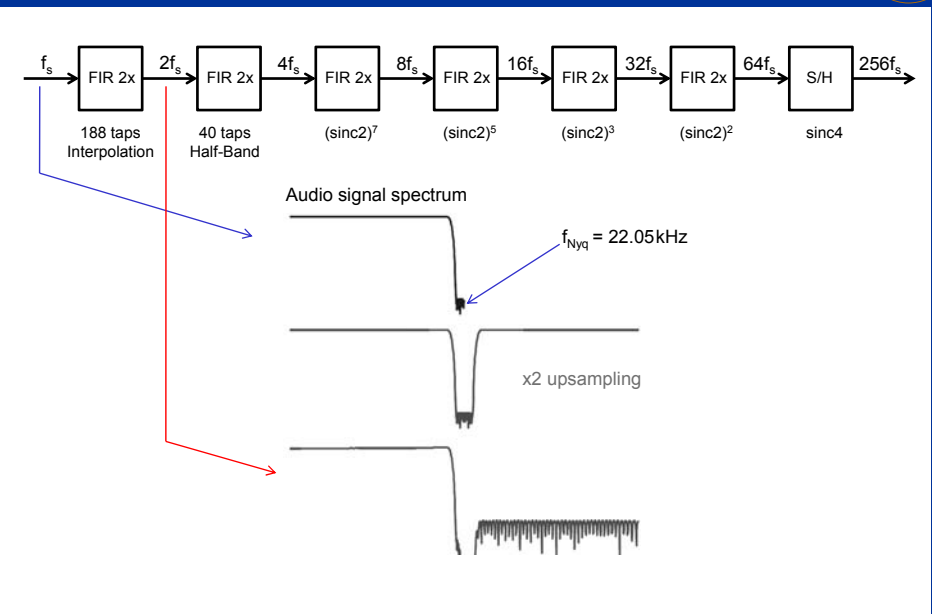 fs 2fs 4fs 8fs 16fs 32fs 64fs 256fs
FIR 2x FIR 2x FIR 2x FIR 2x FIR 2x FIR 2x S/H
188 taps 40 taps (sinc2)7 (sinc2)5 (sinc2)3 (sinc2)2 sinc4
Interpolation Half-Band
Audio signal spectrum
fNyq = 22.05kHz
x2 upsampling